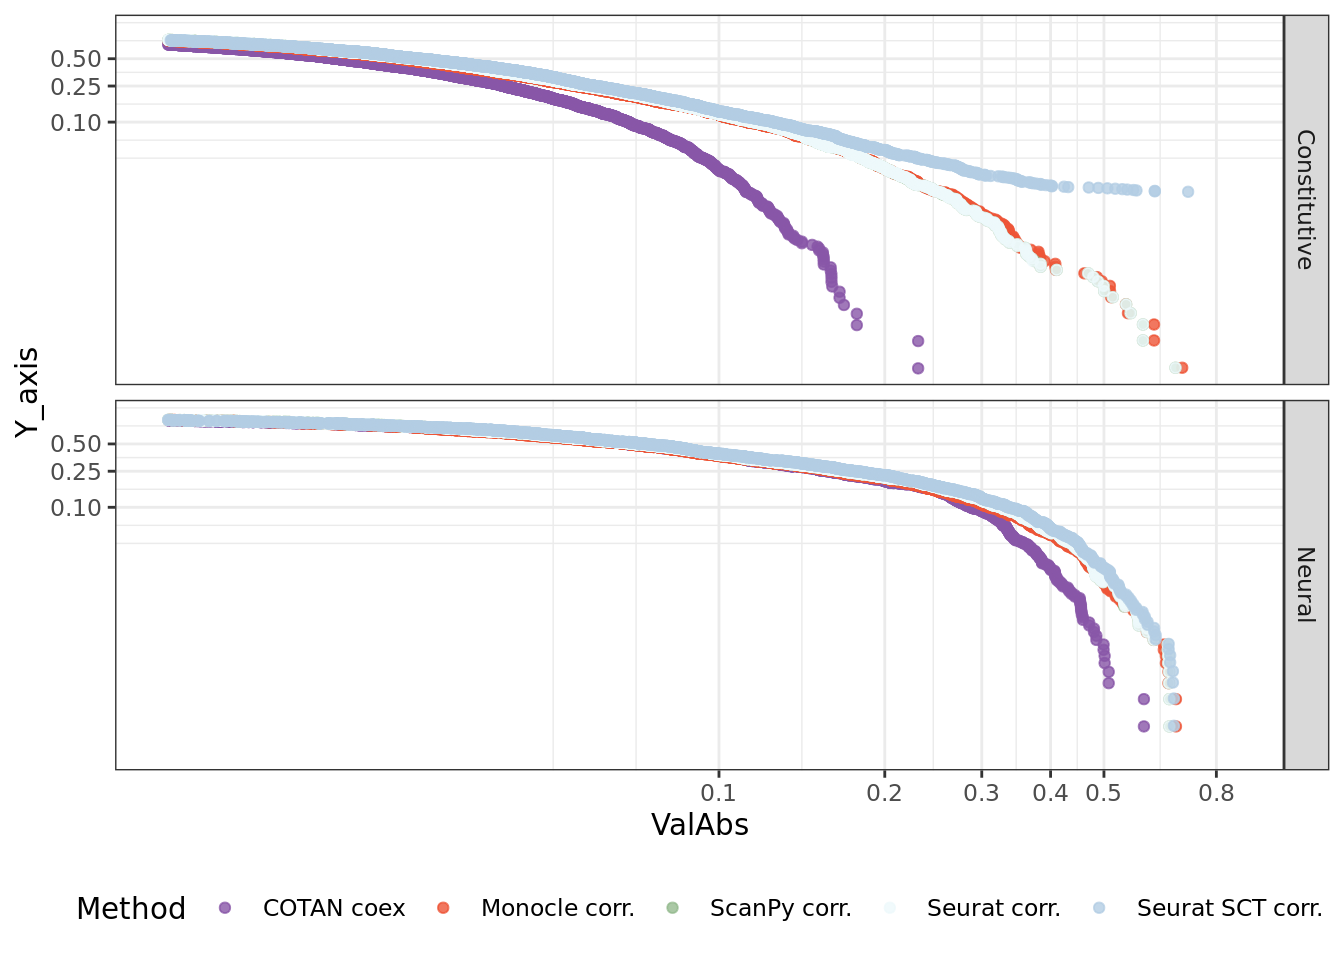 0.50
0.25
0.10
Constitutive
Y_axis
0.50
0.25
0.10
Neural
0.1 0.2 0.3 0.4 0.5 0.8
ValAbs
Method COTAN coex Monocle corr. ScanPy corr. Seurat corr. Seurat SCT corr.